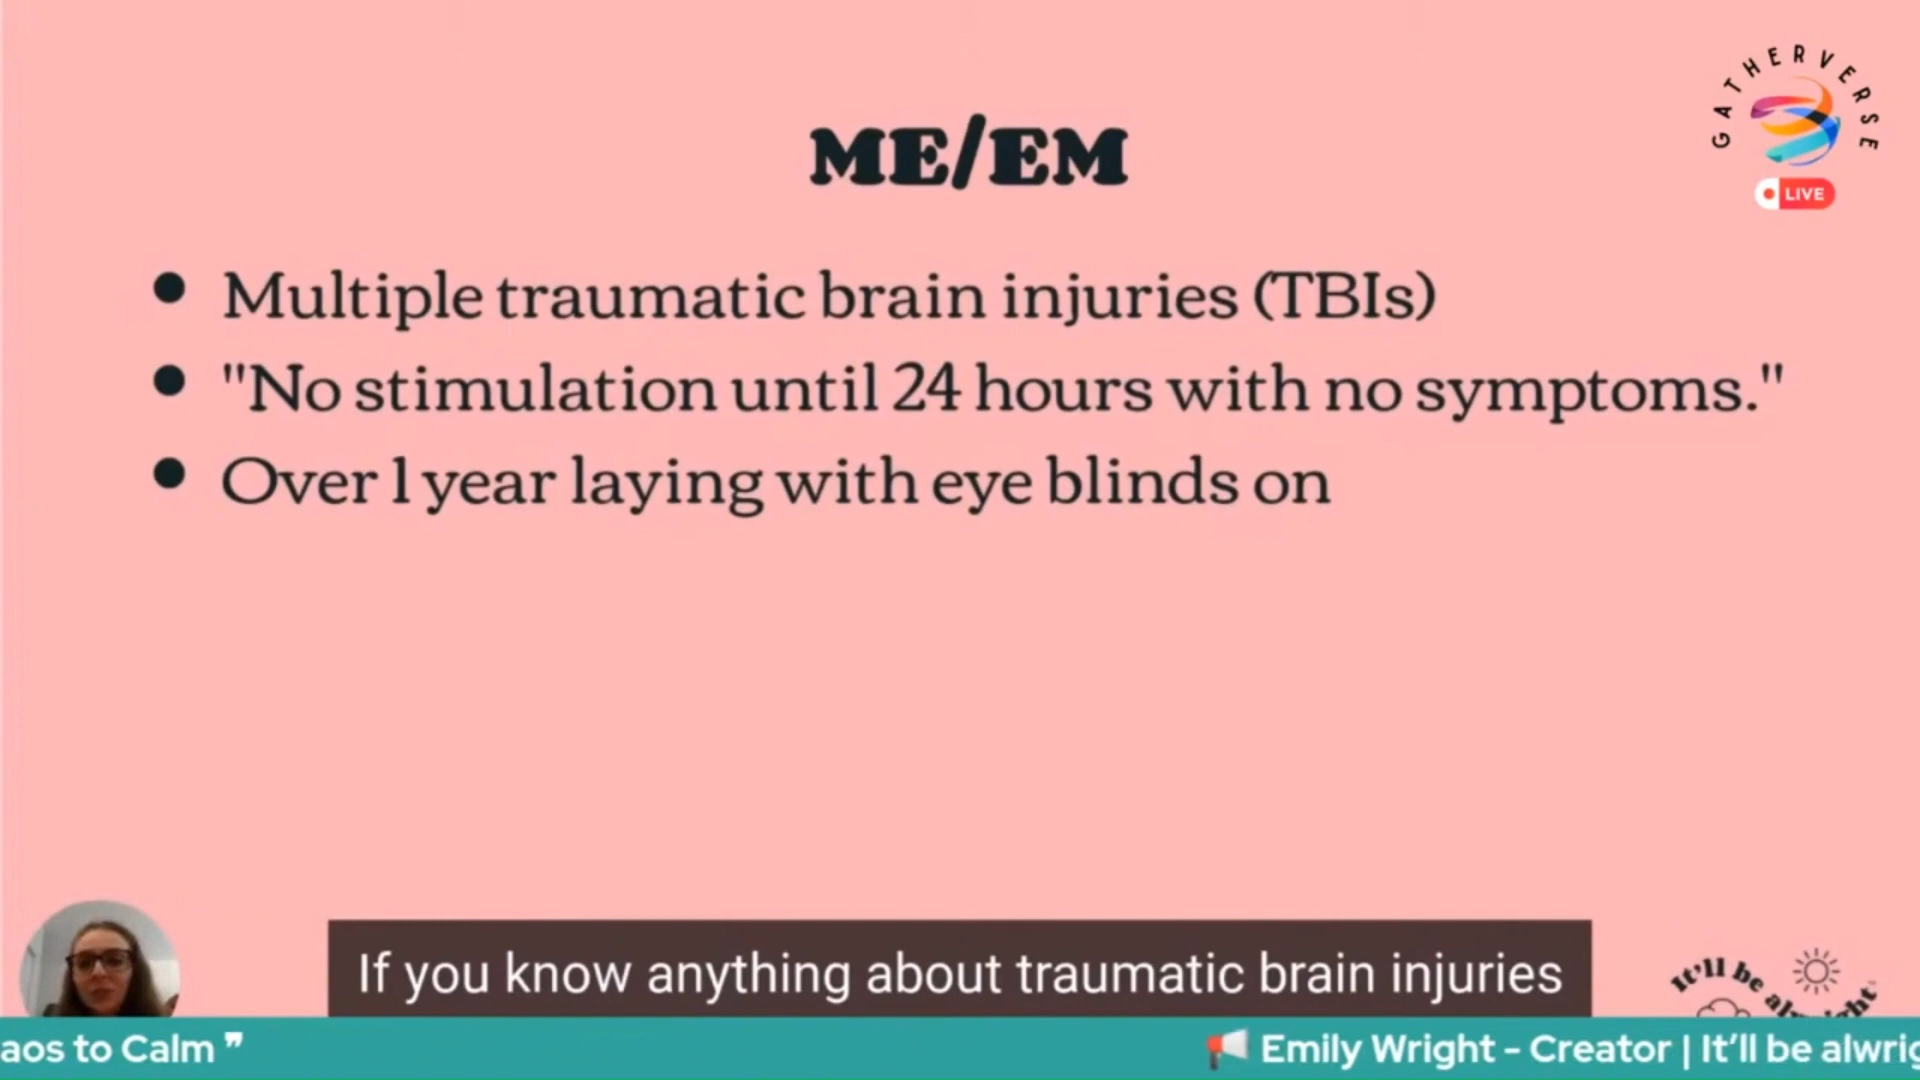 GATHERVERSE
LIVE
ME/EM
Multiple traumatic brain injuries (TBIs)
"No stimulation until 24 hours with no symptoms."
Over 1 year laying with eye blinds on
If you know anything about traumatic brain injuries
It'll be alwright
aos to Calm ”
Emily Wright - Creator | It’ll be alwrig